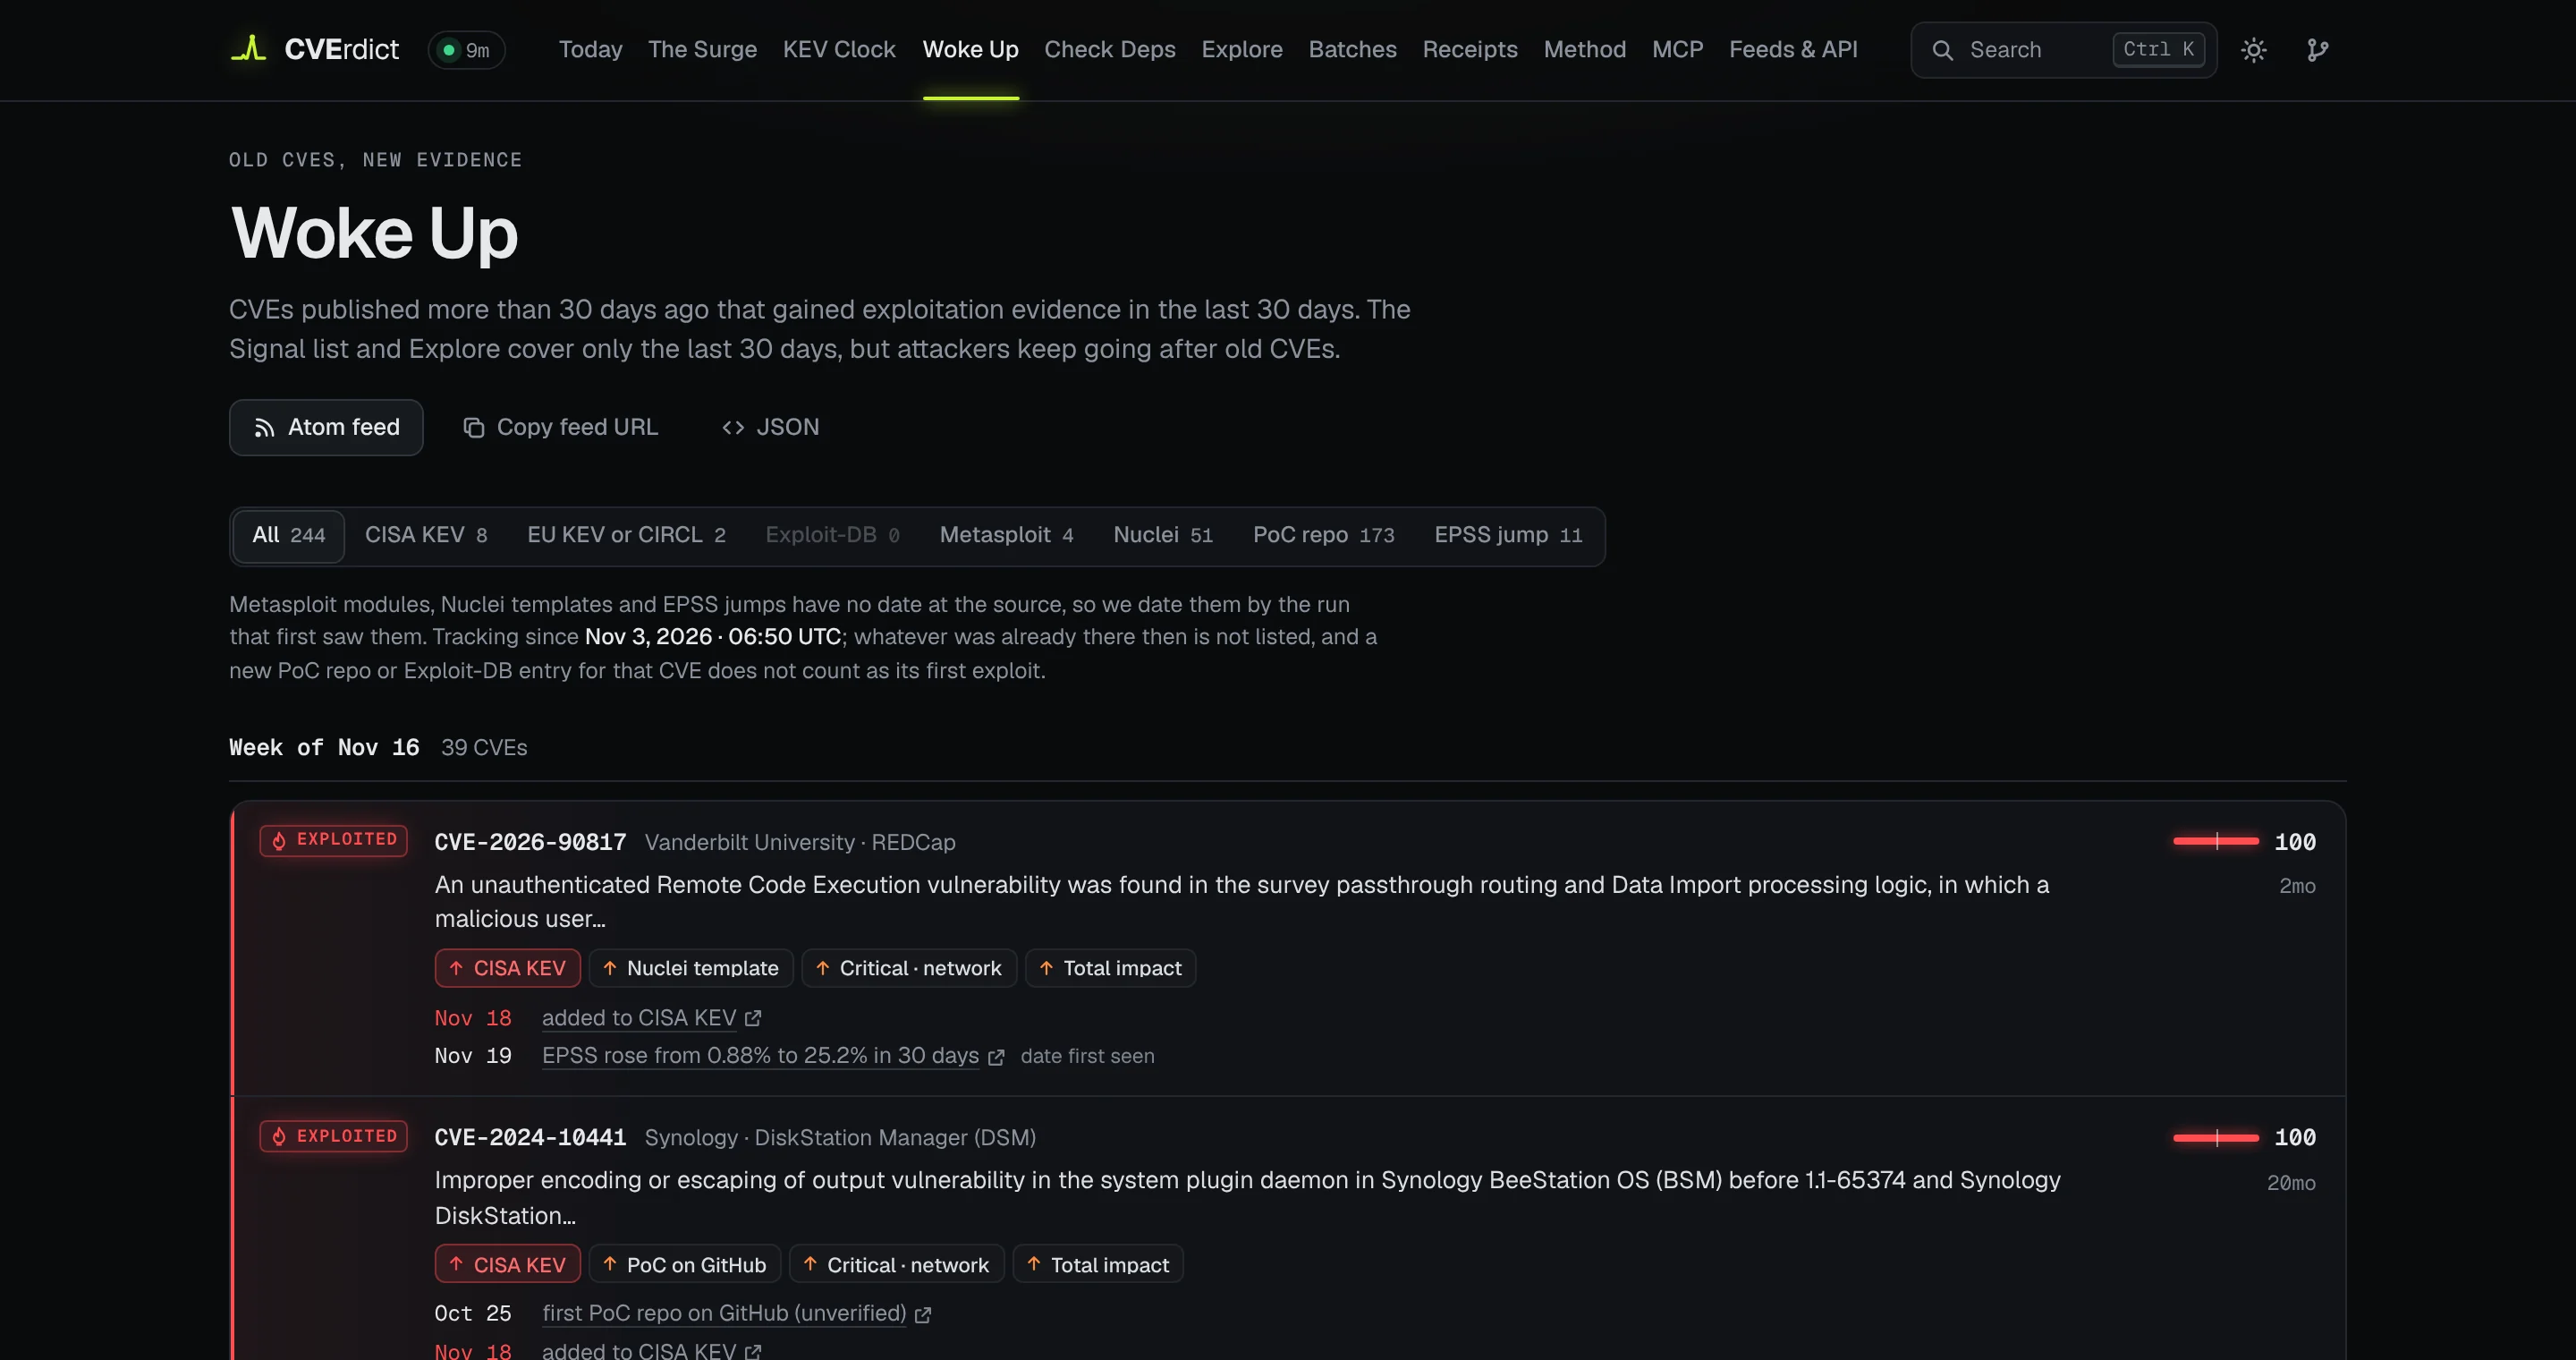 CVErdict 9m Today The Surge KEV Clock Woke Up Check Deps Explore Batches Receipts Method MCP Feeds & API Search Ctrl K
OLD CVES, NEW EVIDENCE
Woke Up
CVEs published more than 30 days ago that gained exploitation evidence in the last 30 days. The
Signal list and Explore cover only the last 30 days, but attackers keep going after old CVEs.
Atom feed Copy feed URL JSON
All 244 CISA KEV 8 EU KEV or CIRCL 2 Exploit-DB 0 Metasploit 4 Nuclei 51 PoC repo 173 EPSS jump 11
Metasploit modules, Nuclei templates and EPSS jumps have no date at the source, so we date them by the run
that first saw them. Tracking since Nov 3, 2026 · 06:50 UTC; whatever was already there then is not listed, and a
new PoC repo or Exploit-DB entry for that CVE does not count as its first exploit.
Week of Nov 16 39 CVEs
EXPLOITED CVE-2026-90817 Vanderbilt University · REDCap 100
An unauthenticated Remote Code Execution vulnerability was found in the survey passthrough routing and Data Import processing logic, in which a 2mo
malicious user…
↑ CISA KEV ↑ Nuclei template ↑ Critical · network ↑ Total impact
Nov 18 added to CISA KEV
Nov 19 EPSS rose from 0.88% to 25.2% in 30 days date first seen
EXPLOITED CVE-2024-10441 Synology · DiskStation Manager (DSM) 100
Improper encoding or escaping of output vulnerability in the system plugin daemon in Synology BeeStation OS (BSM) before 1.1-65374 and Synology 20mo
DiskStation…
↑ CISA KEV ↑ PoC on GitHub ↑ Critical · network ↑ Total impact
Oct 25 first PoC repo on GitHub (unverified)
Nov 18 added to CISA KEV